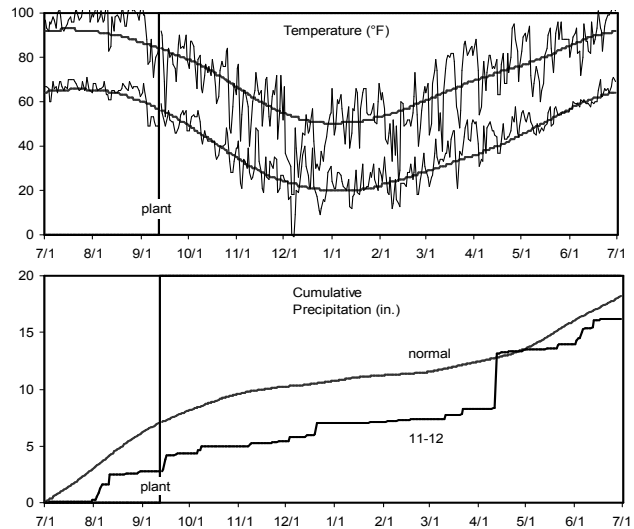 Temperature (°F)
100
80
60
40
20
0
plant
7/1 8/1 9/1 10/1 11/1 12/1 1/1 2/1 3/1 4/1 5/1 6/1 7/1
Cumulative
Precipitation (in.)
20
15
10
5
0
normal
11-12
plant
7/1 8/1 9/1 10/1 11/1 12/1 1/1 2/1 3/1 4/1 5/1 6/1 7/1